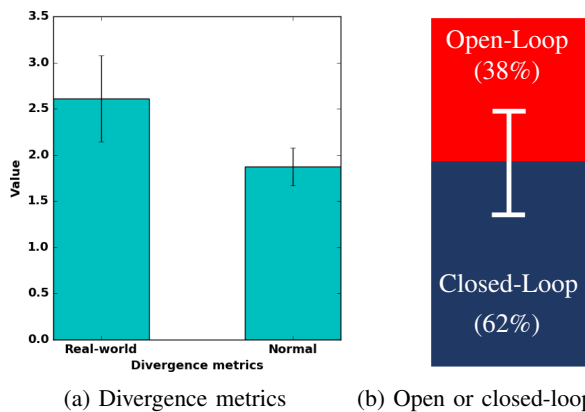 3.5
3.0
2.5
2.0
1.5
1.0
0.5
0.0
Value
Real-world
Normal
Divergence metrics
(a) Divergence metrics
Open-Loop
(38%)
Closed-Loop
(62%)
(b) Open or closed-loop